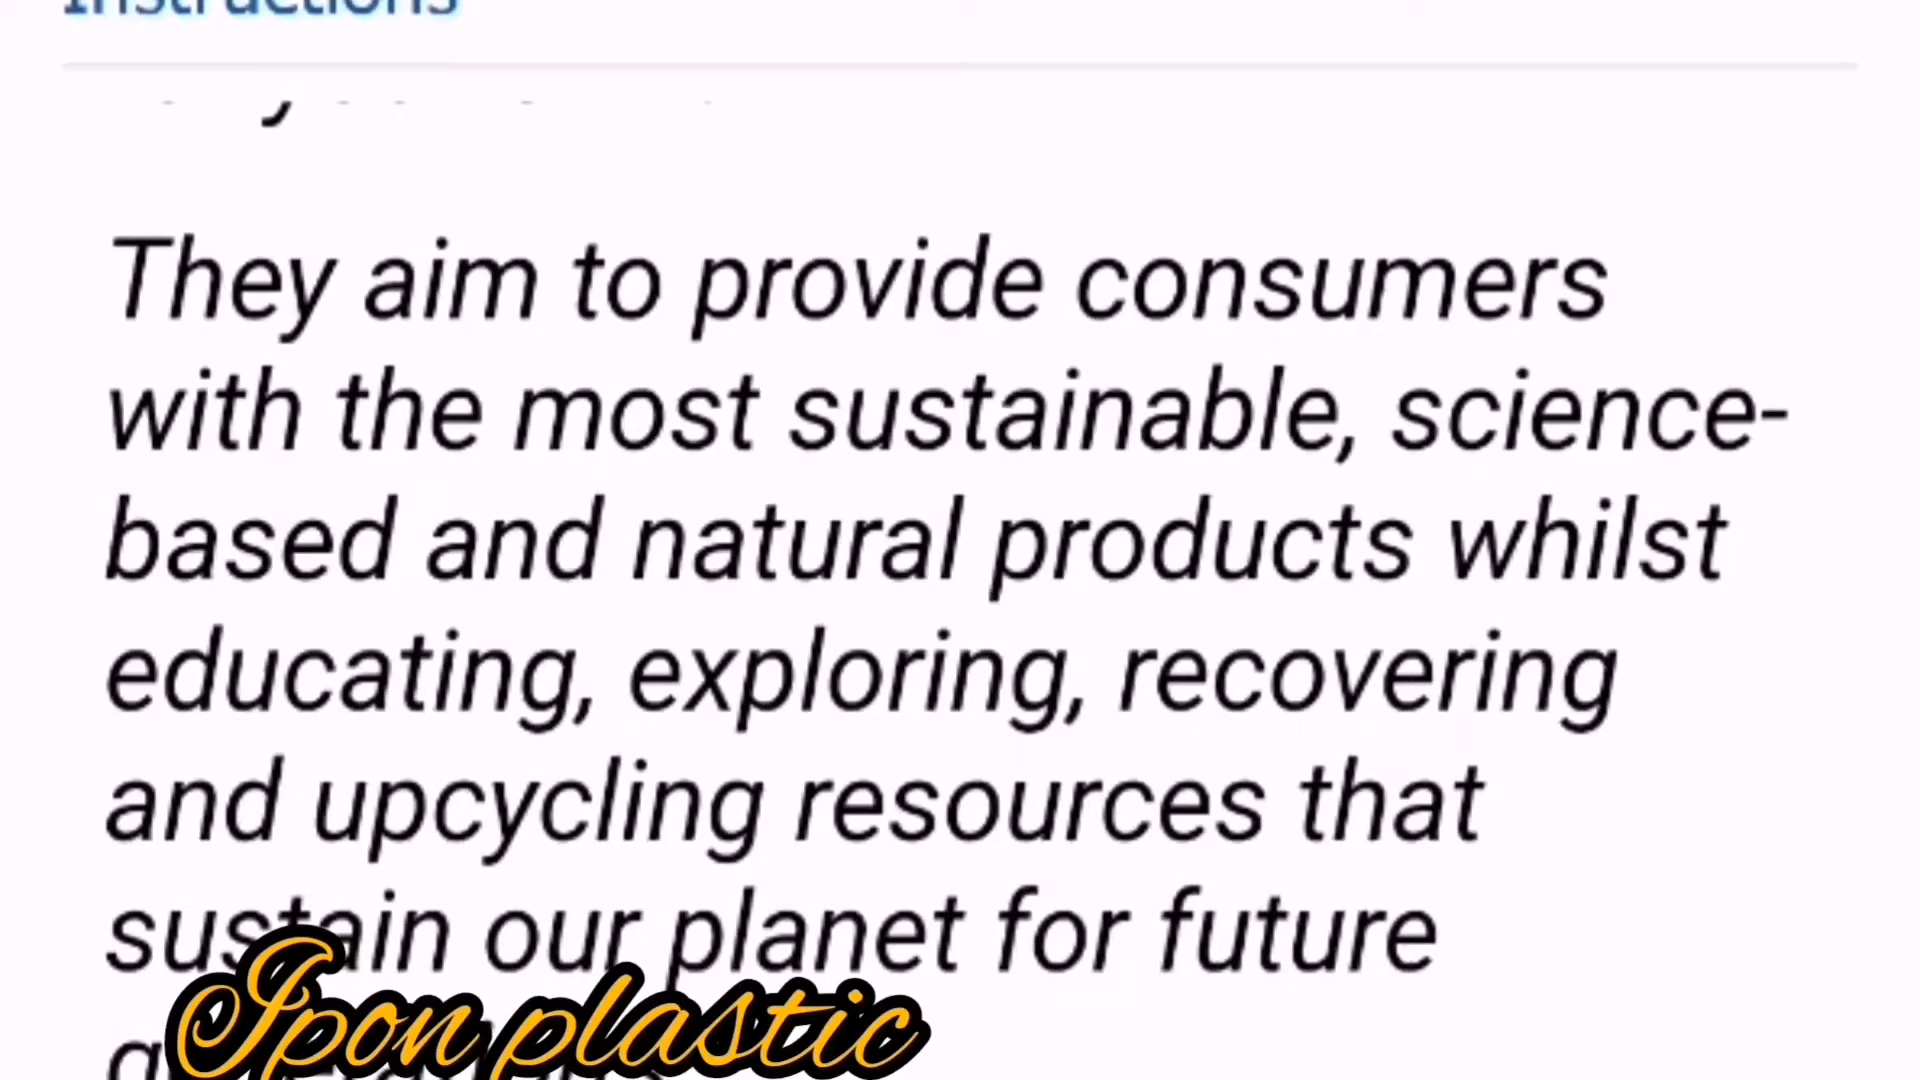 Instructions
They aim to provide consumers
with the most sustainable, science-
based and natural products whilst
educating, exploring, recovering
and upcycling resources that
sustain our planet for future
Ipon plastic